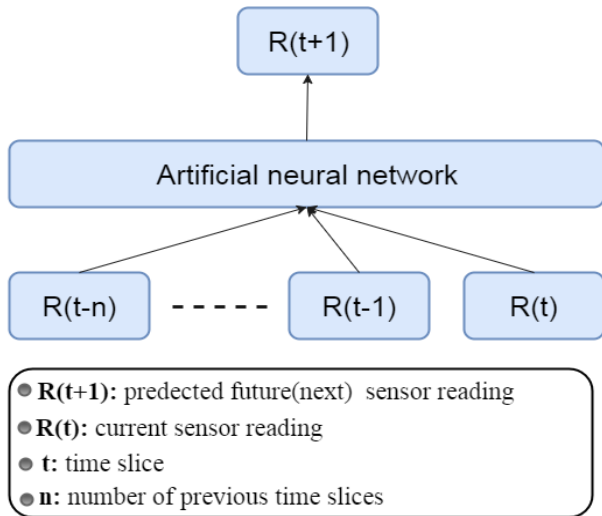 R(t+1)
Artificial neural network
R(t-n) ----- R(t-1) R(t)
R(t+1): predected future(next) sensor reading
R(t): current sensor reading
t: time slice
n: number of previous time slices